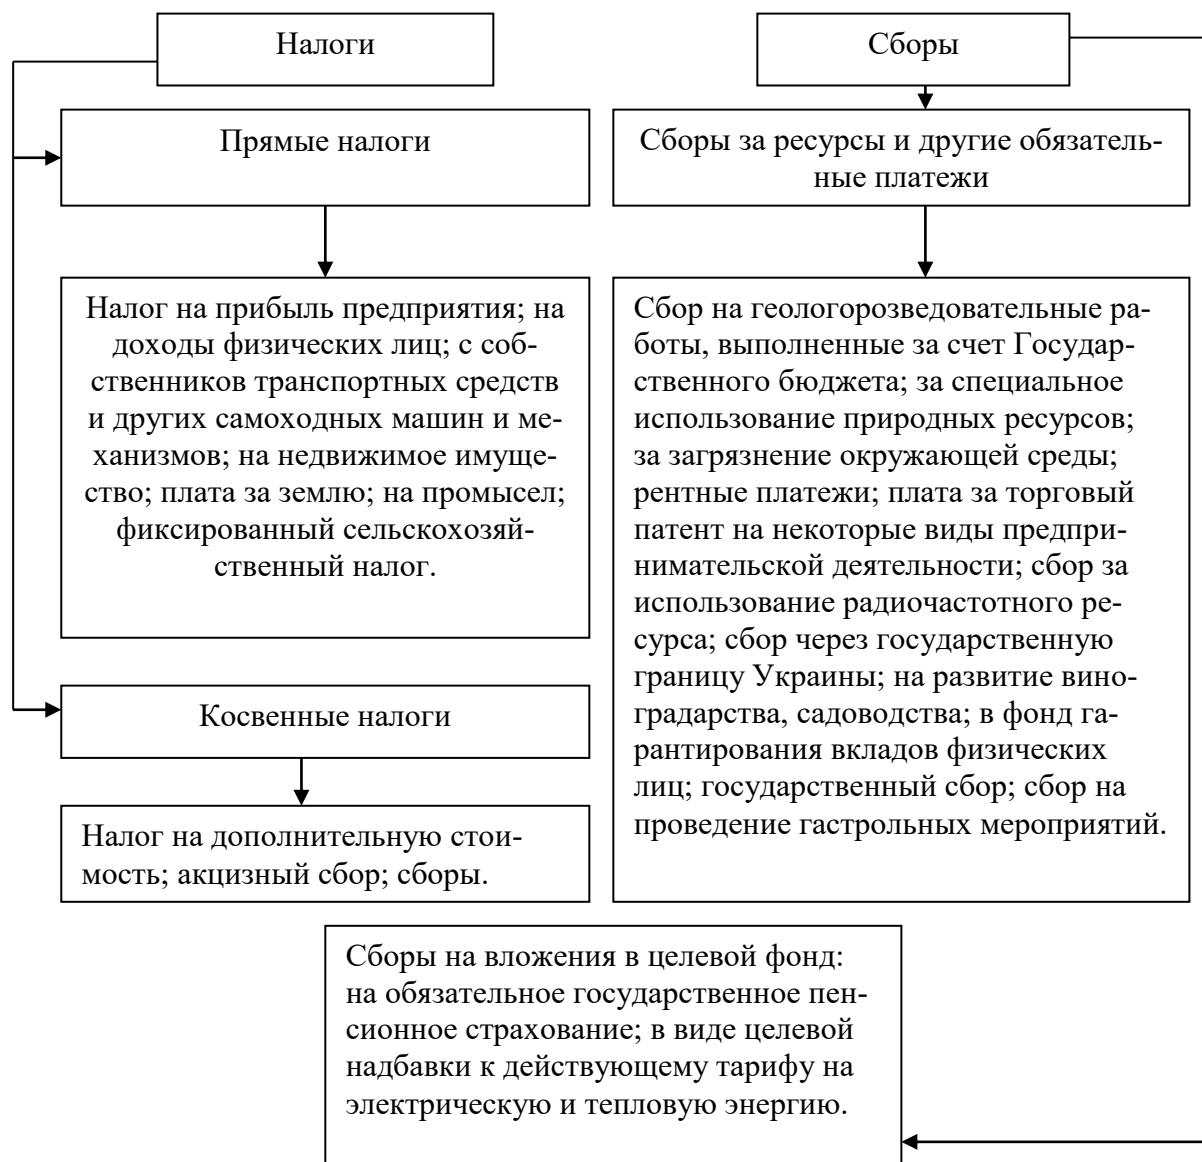 Налоги
Сборы
Прямые налоги
Сборы за ресурсы и другие обязатель-
ные платежи
Налог на прибыль предприятия; на
доходы физических лиц; с соб-
ственников транспортных средств
и других самоходных машин и ме-
ханизмов; на недвижимое имуще-
ство; плата за землю; на промысел;
фиксированный сельскохозяй-
ственный налог.
Сбор на геологорозведовательные ра-
боты, выполненные за счет Государ-
ственного бюджета; за специальное
использование природных ресурсов;
за загрязнение окружающей среды;
рентные платежи; плата за торговый
патент на некоторые виды предпри-
нимательской деятельности; сбор за
использование радиочастотного ре-
сурса; сбор через государственную
границу Украины; на развитие вино-
градарства, садоводства; в фонд га-
рантирования вкладов физических
лиц; государственный сбор; сбор на
проведение гастрольных мероприятий.
Косвенные налоги
Налог на дополнительную стои-
мость; акцизный сбор; сборы.
Сборы на вложения в целевой фонд:
на обязательное государственное пен-
сионное страхование; в виде целевой
надбавки к действующему тарифу на
электрическую и тепловую энергию.